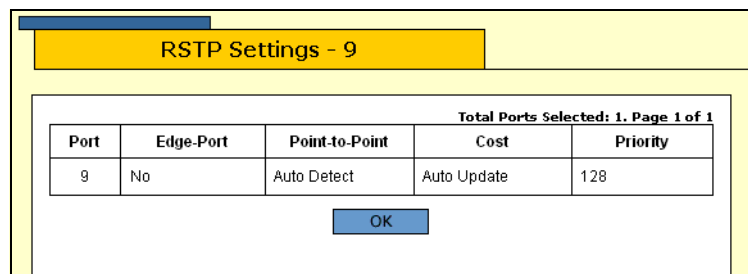 RSTP Settings - 9
Total Ports Selected: 1. Page 1 of 1
Port Edge-Port Point-to-Point Cost Priority
9 No Auto Detect Auto Update 128
OK